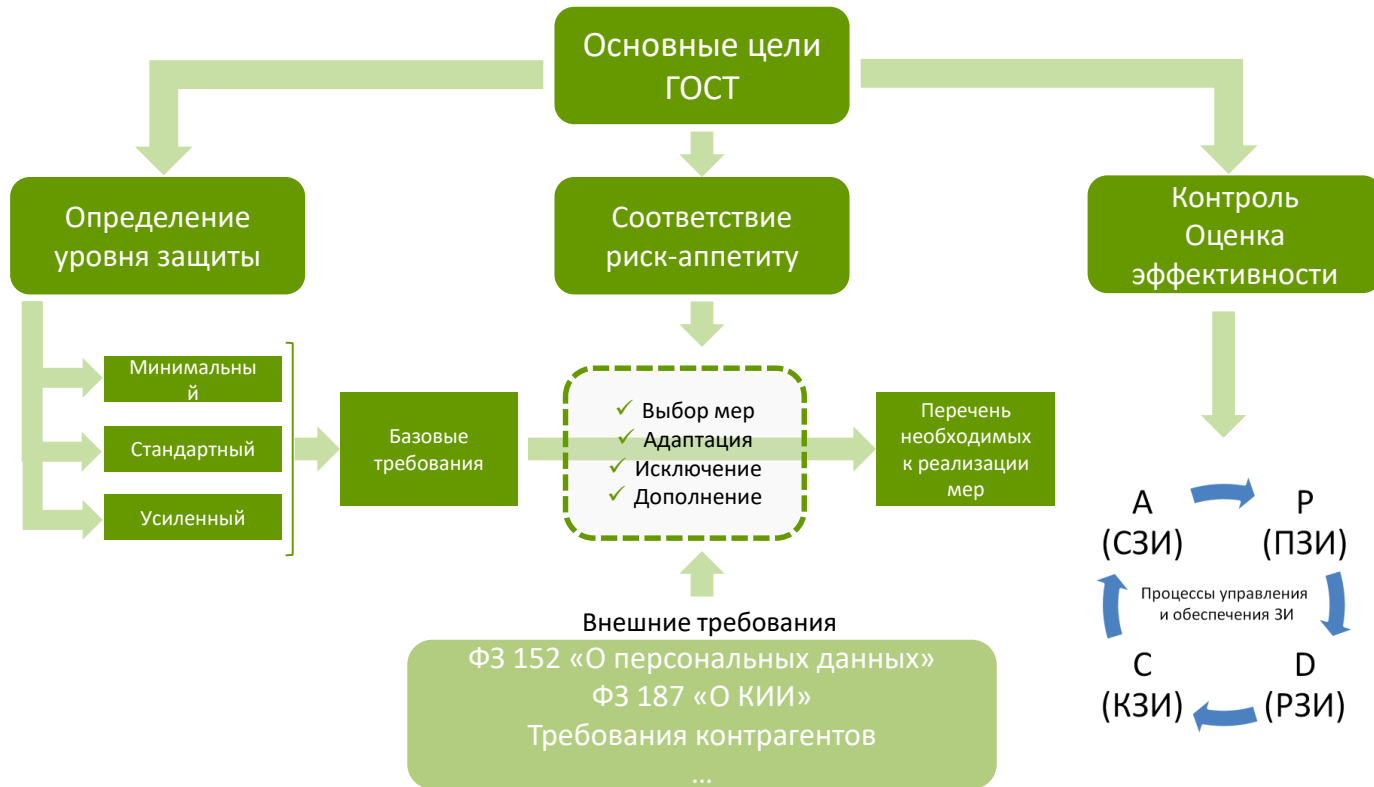 Основные цели
ГОСТ
Определение
уровня защиты
Соответствие
риск-аппетиту
Контроль
Оценка
эффективности
Минимальны
й
Стандартный
Усиленный
Базовые
требования
✓ Выбор мер
✓ Адаптация
✓ Исключение
✓ Дополнение
Перечень
необходимых
к реализации
мер
Внешние требования
ФЗ 152 «О персональных данных»
ФЗ 187 «О КИИ»
Требования контрагентов
...
A
(СЗИ)
P
(ПЗИ)
Процессы управления
и обеспечения ЗИ
C
(КЗИ)
D
(РЗИ)